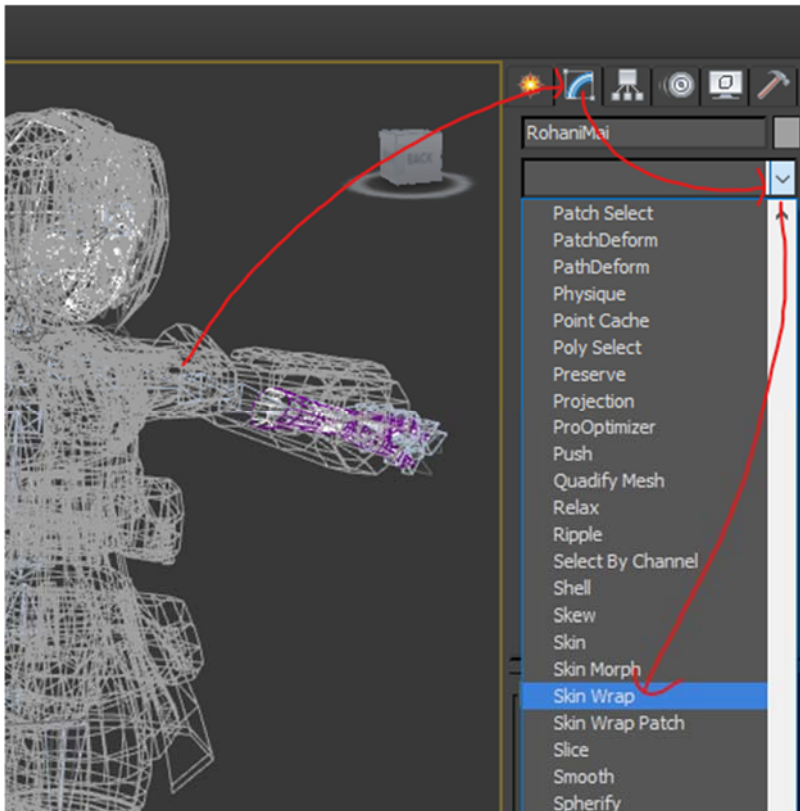 BACK
RohaniMai
Patch Select
PatchDeform
PathDeform
Physique
Point Cache
Poly Select
Preserve
Projection
ProOptimizer
Push
Quadify Mesh
Relax
Ripple
Select By Channel
Shell
Skew
Skin
Skin Morph
Skin Wrap
Skin Wrap Patch
Slice
Smooth
Spherify